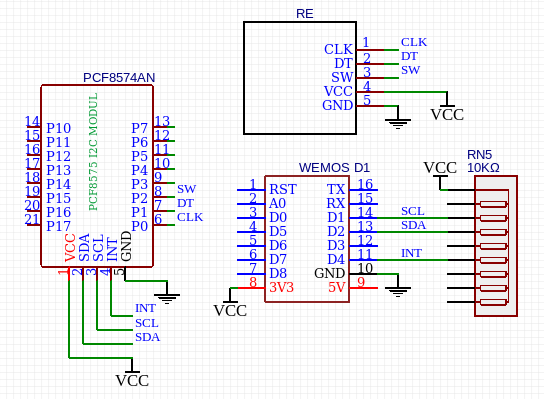 RE
CLK 1 CLK
DT 2 DT
SW 3 SW
VCC 4
GND 5
VCC
PCF8574AN
PCF8575 I2C MODUL
14 P10 P7 13
15 P11 P6 12
16 P12 P5 11
17 P13 P4 10
18 P14 P3 9
19 P15 P2 8 SW
20 P16 P1 7 DT
21 P17 P0 6 CLK
VCC SDA SCL INT GND
1 2 3 4 5
INT
SCL
SDA
VCC
WEMOS D1
1 RST TX 16
2 A0 RX 15
3 D0 D1 14 SCL
4 D5 D2 13 SDA
5 D6 D3 12
6 D7 D4 11 INT
7 D8 GND 10
8 3V3 5V 9
VCC
VCC
RN5
10KΩ